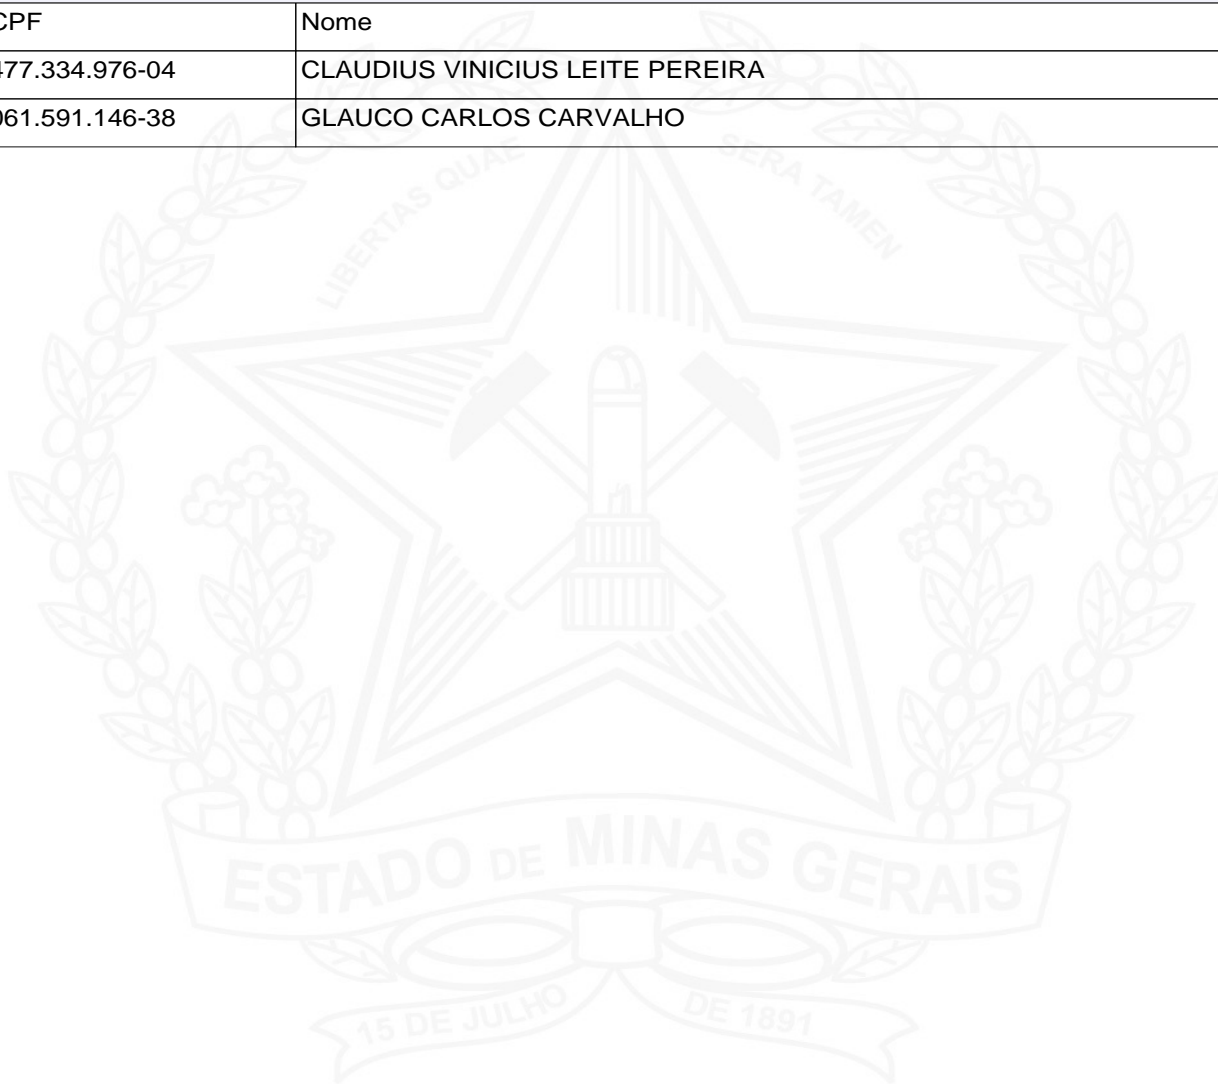 CPF Nome
477.334.976-04 CLAUDIUS VINICIUS LEITE PEREIRA
061.591.146-38 GLAUCO CARLOS CARVALHO
LIBERTAS QUAE SERA TAMEN
ESTADO DE MINAS GERAIS
15 DE JULHO DE 1891